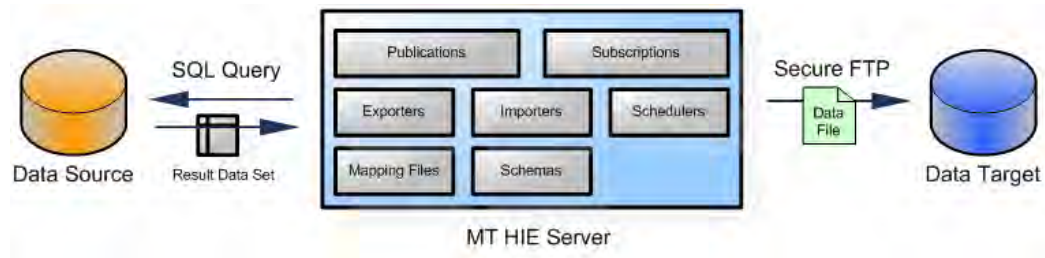 Publications
Subscriptions
SQL Query
Secure FTP
Exporters
Importers
Schedulers
Data
File
Data Source
Result Data Set
Mapping Files
Schemas
Data Target
MT HIE Server